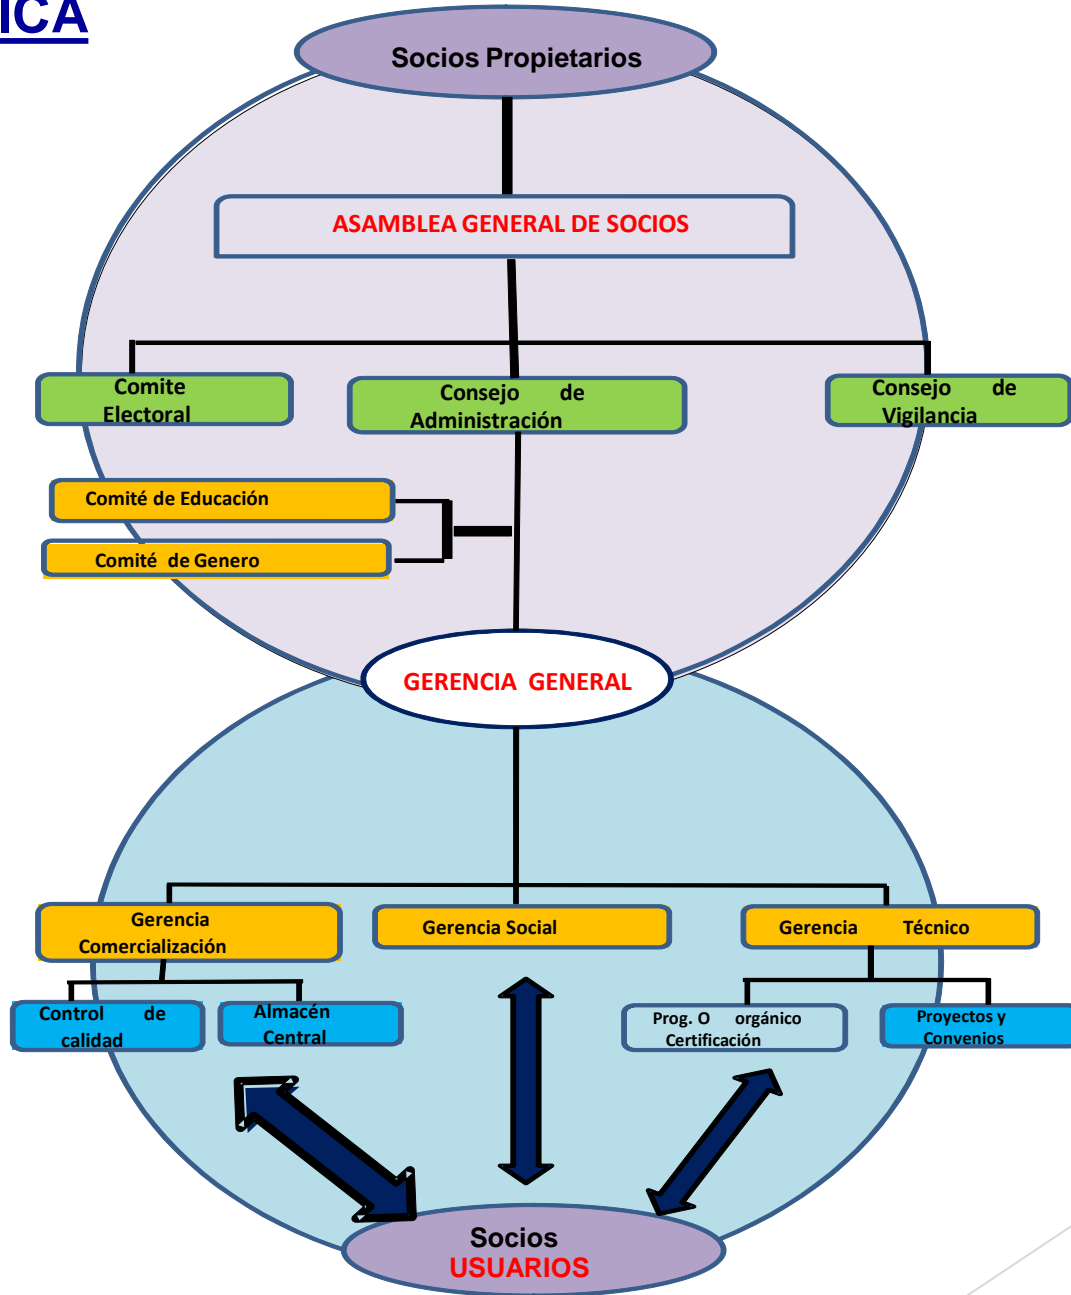 ICA
Socios Propietarios
ASAMBLEA GENERAL DE SOCIOS
Comite
Electoral
Consejo de
Administración
Consejo de
Vigilancia
Comité de Educación
Comité de Genero
GERENCIA GENERAL
Gerencia
Comercialización
Gerencia Social
Gerencia Técnico
Control de
calidad
Almacén
Central
Prog. O orgánico
Certificación
Proyectos y
Convenios
Socios
USUARIOS